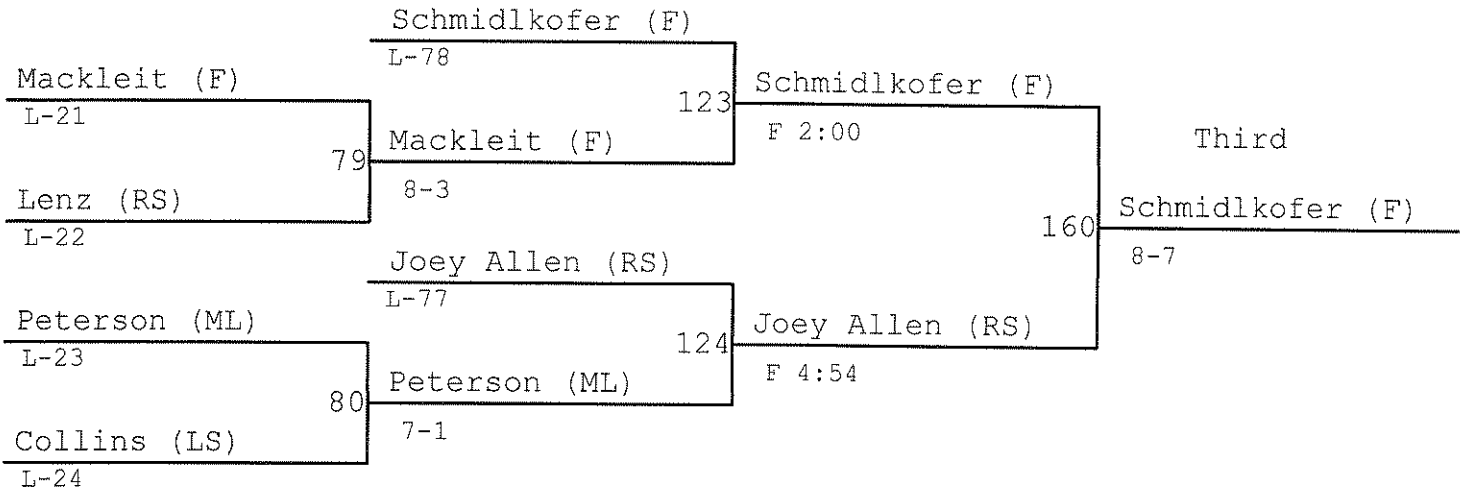 Schmidlkofer (F)
L-78
Mackleit (F)
L-21
123
Schmidlkofer (F)
F 2:00
79
Mackleit (F)
8-3
Third
Lenz (RS)
L-22
160
Schmidlkofer (F)
8-7
Joey Allen (RS)
L-77
Peterson (ML)
L-23
124
Joey Allen (RS)
F 4:54
80
Peterson (ML)
7-1
Collins (LS)
L-24